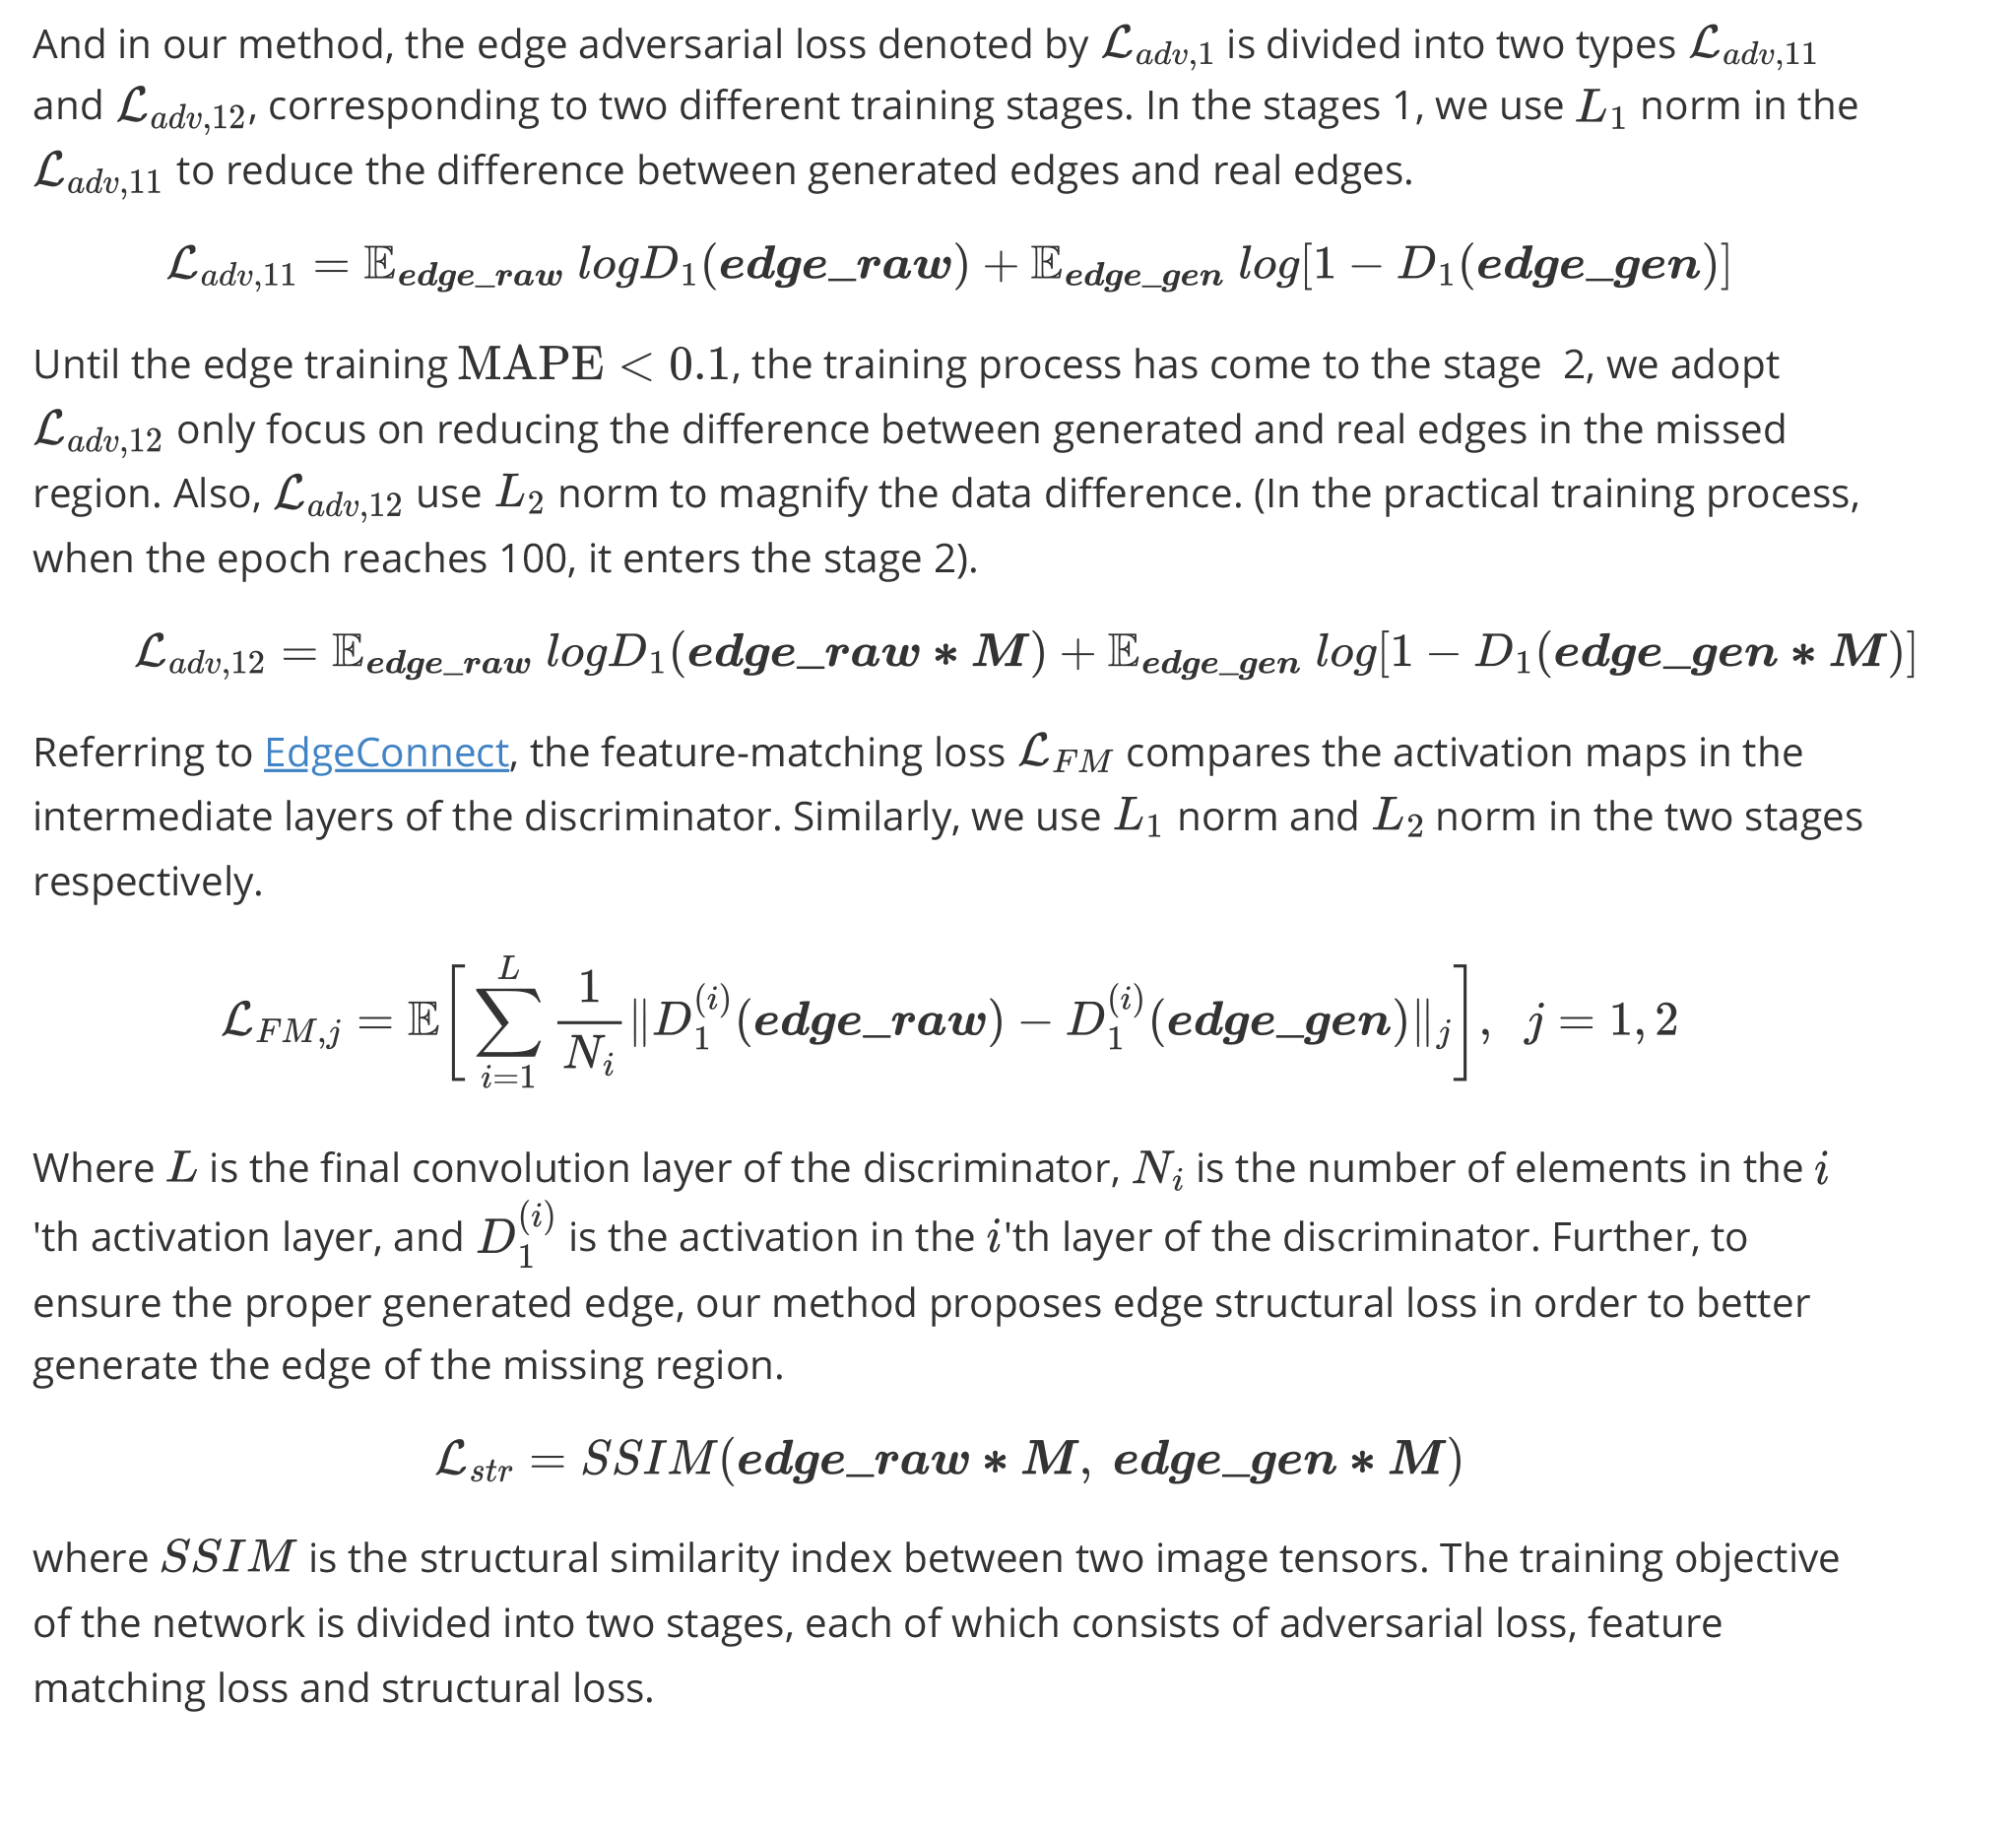 And in our method, the edge adversarial loss denoted by $\mathcal{L}_{adv,1}$ is divided into two types $\mathcal{L}_{adv,11}$
and $\mathcal{L}_{adv,12}$, corresponding to two different training stages. In the stages 1, we use $L_1$ norm in the
$\mathcal{L}_{adv,11}$ to reduce the difference between generated edges and real edges.
$\mathcal{L}_{adv,11} = \mathbb{E}_{\boldsymbol{edge\_raw}} \ logD_1(\boldsymbol{edge\_raw}) + \mathbb{E}_{\boldsymbol{edge\_gen}} \ log[1 - D_1(\boldsymbol{edge\_gen})]$
Until the edge training $\mathrm{MAPE} < 0.1$, the training process has come to the stage 2, we adopt
$\mathcal{L}_{adv,12}$ only focus on reducing the difference between generated and real edges in the missed
region. Also, $\mathcal{L}_{adv,12}$ use $L_2$ norm to magnify the data difference. (In the practical training process,
when the epoch reaches 100, it enters the stage 2).
$\mathcal{L}_{adv,12} = \mathbb{E}_{\boldsymbol{edge\_raw}} \ logD_1(\boldsymbol{edge\_raw * M}) + \mathbb{E}_{\boldsymbol{edge\_gen}} \ log[1 - D_1(\boldsymbol{edge\_gen * M})]$
Referring to EdgeConnect, the feature-matching loss $\mathcal{L}_{FM}$ compares the activation maps in the
intermediate layers of the discriminator. Similarly, we use $L_1$ norm and $L_2$ norm in the two stages
respectively.
$\mathcal{L}_{FM,j} = \mathbb{E}\left[\sum_{i=1}^{L} \frac{1}{N_i} \| D_1^{(i)}(\boldsymbol{edge\_raw}) - D_1^{(i)}(\boldsymbol{edge\_gen}) \|_j \right], \ j = 1, 2$
Where $L$ is the final convolution layer of the discriminator, $N_i$ is the number of elements in the $i$
'th activation layer, and $D_1^{(i)}$ is the activation in the $i$'th layer of the discriminator. Further, to
ensure the proper generated edge, our method proposes edge structural loss in order to better
generate the edge of the missing region.
$\mathcal{L}_{str} = SSIM(\boldsymbol{edge\_raw * M}, \ \boldsymbol{edge\_gen * M})$
where $SSIM$ is the structural similarity index between two image tensors. The training objective
of the network is divided into two stages, each of which consists of adversarial loss, feature
matching loss and structural loss.